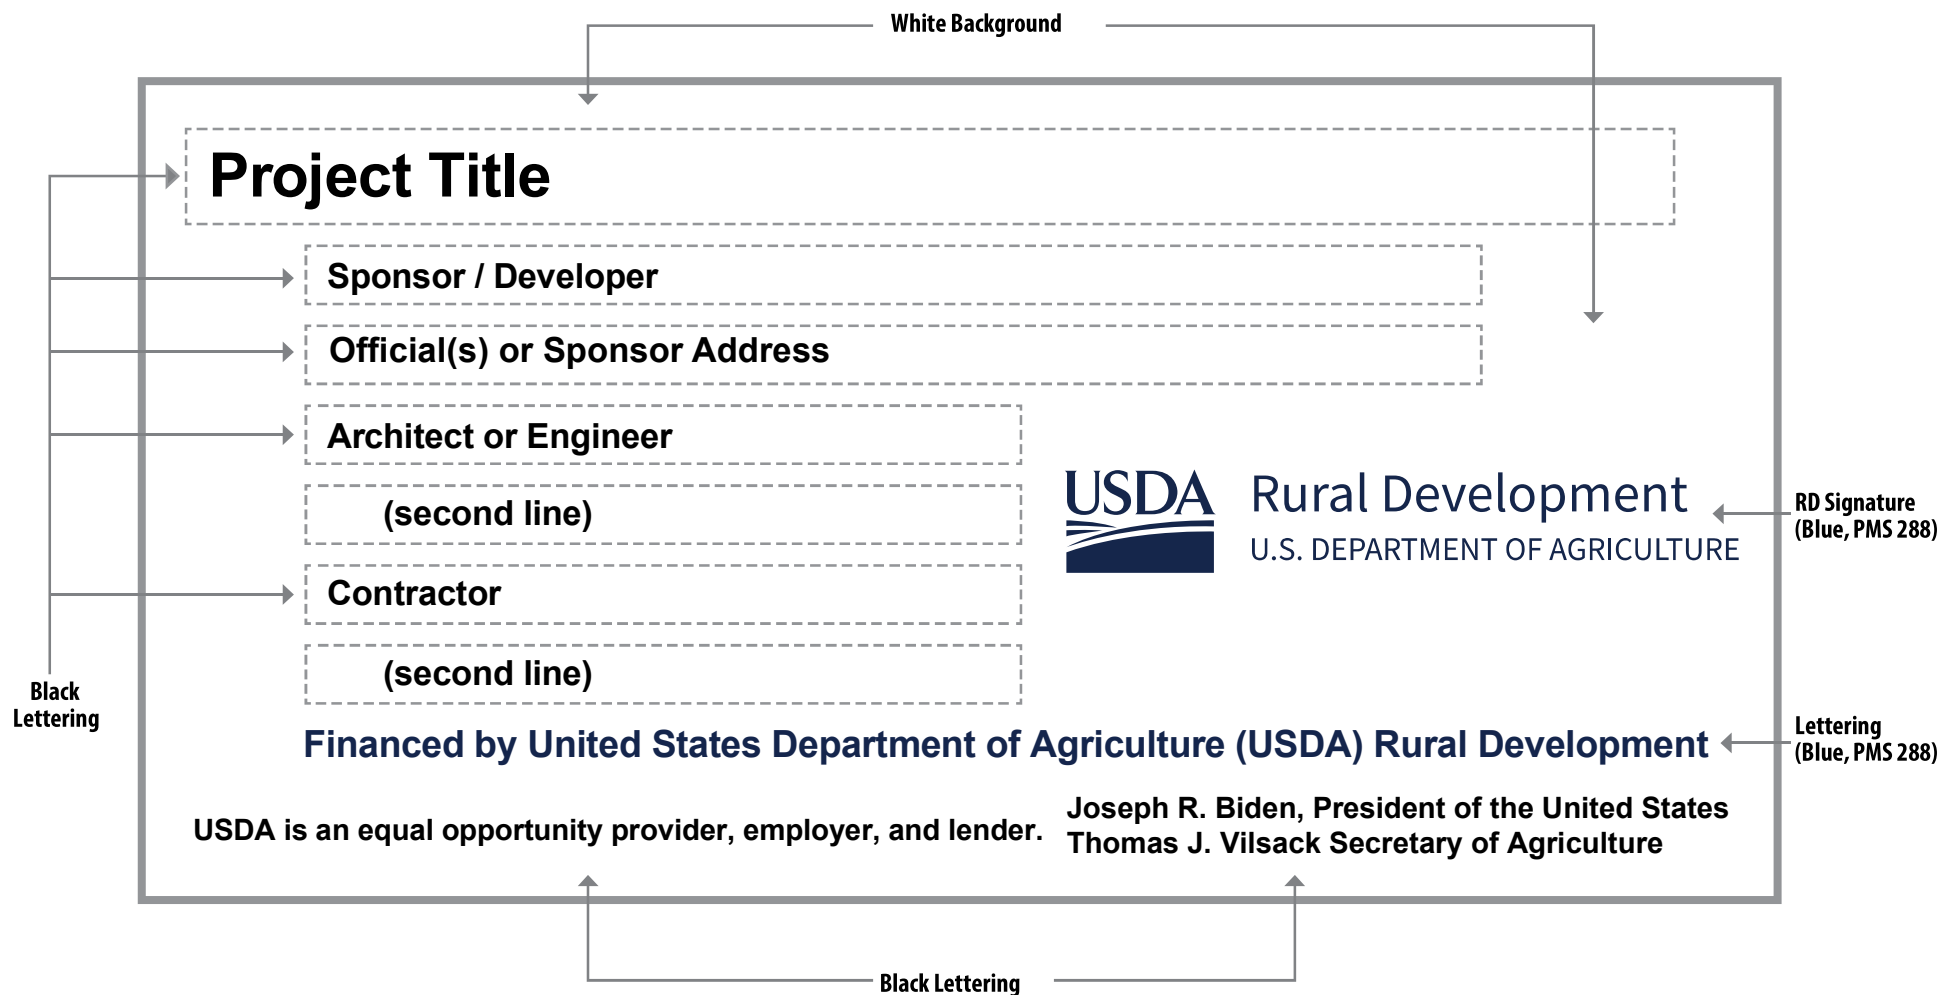 White Background
Project Title
Sponsor / Developer
Official(s) or Sponsor Address
Architect or Engineer
(second line)
Contractor
(second line)
USDA Rural Development
U.S. DEPARTMENT OF AGRICULTURE
RD Signature
(Blue, PMS 288)
Black
Lettering
Financed by United States Department of Agriculture (USDA) Rural Development
Lettering
(Blue, PMS 288)
USDA is an equal opportunity provider, employer, and lender.
Joseph R. Biden, President of the United States
Thomas J. Vilsack Secretary of Agriculture
Black Lettering